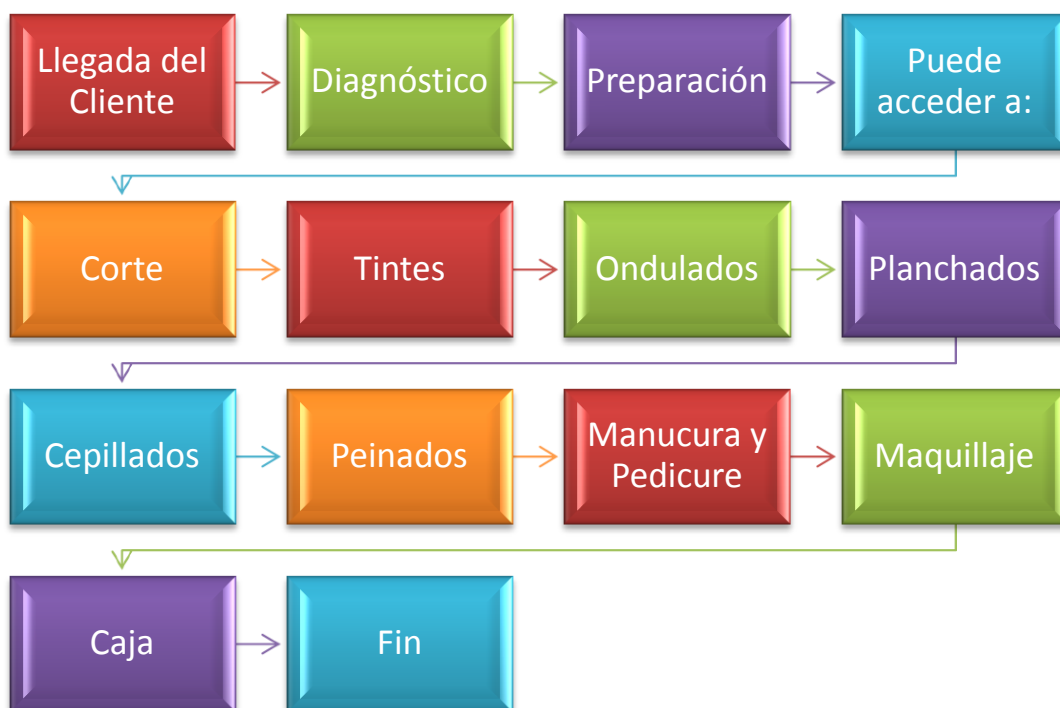 Llegada del
Cliente
Diagnóstico
Preparación
Puede
acceder a:
Corte
Tintes
Ondulados
Planchados
Cepillados
Peinados
Manucura y
Pedicure
Maquillaje
Caja
Fin